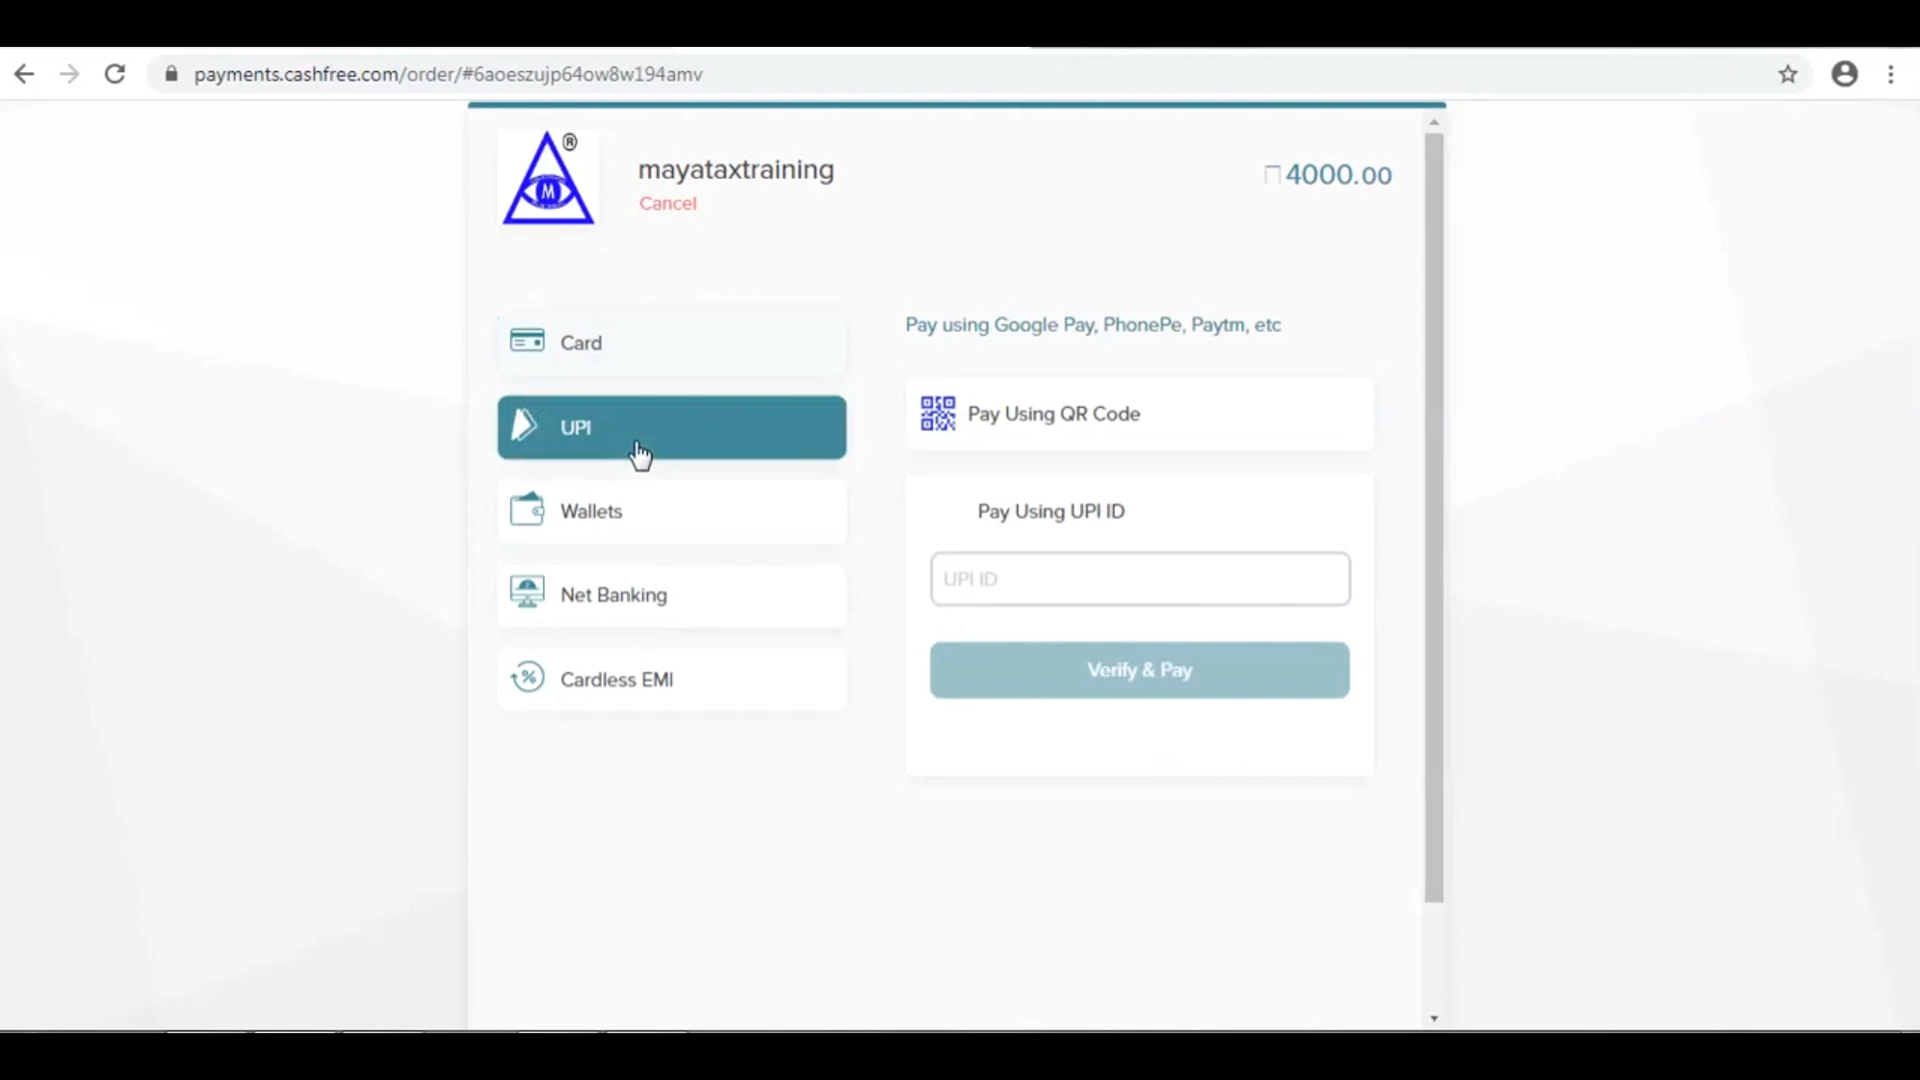 payments.cashfree.com/order/#6aoeszujp64ow8w194amv
®
M
mayataxtraining
4000.00
Cancel
Card
UPI
Wallets
Net Banking
Cardless EMI
Pay using Google Pay, PhonePe, Paytm, etc
Pay Using QR Code
Pay Using UPI ID
UPI ID
Verify & Pay